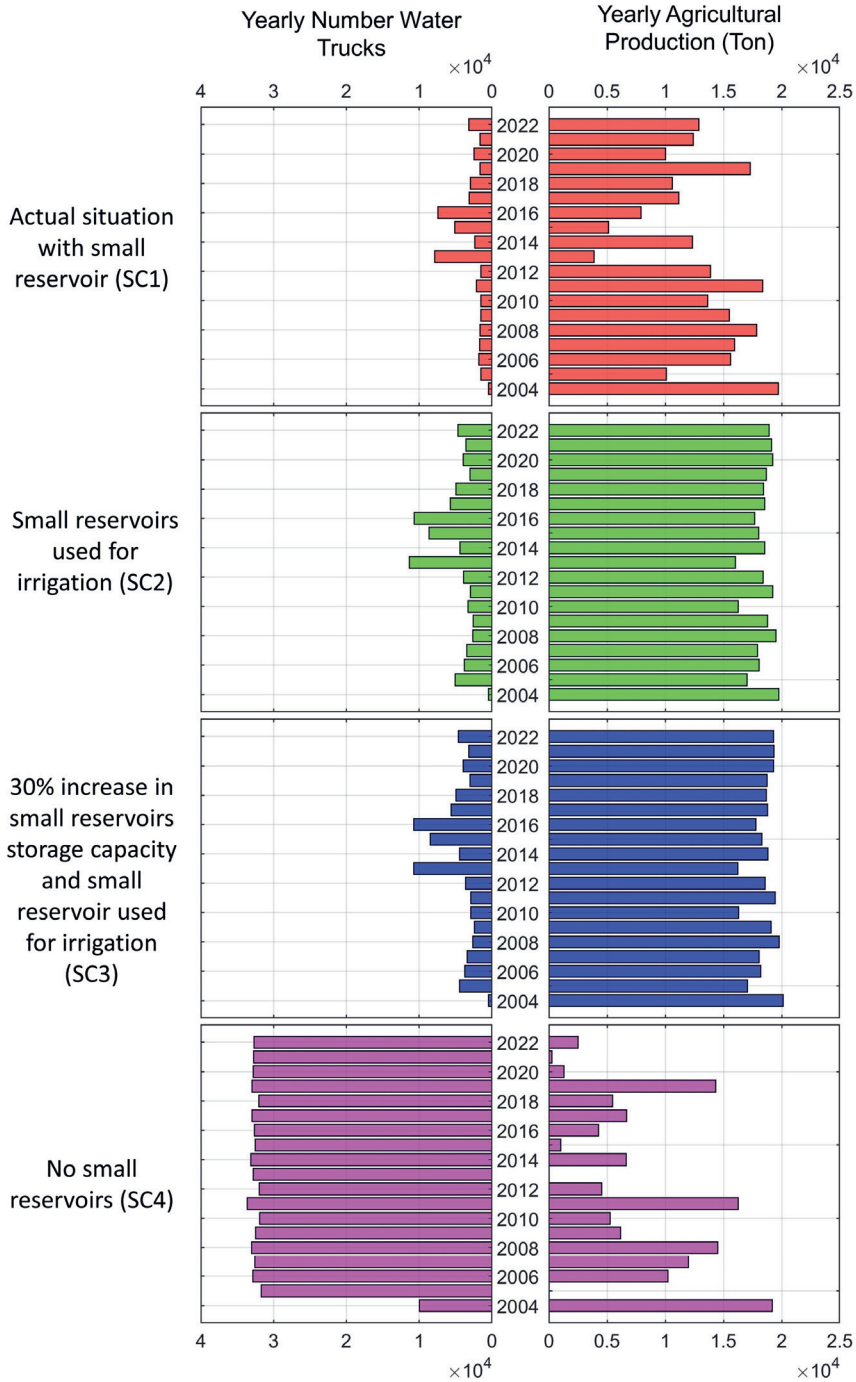 Yearly Number Water
Trucks
Yearly Agricultural
Production (Ton)
×10⁴
×10⁴
4 3 2 1 0
0 0.5 1 1.5 2 2.5
Actual situation
with small
reservoir (SC1)
2022
2020
2018
2016
2014
2012
2010
2008
2006
2004
Small reservoirs
used for
irrigation (SC2)
2022
2020
2018
2016
2014
2012
2010
2008
2006
2004
30% increase in
small reservoirs
storage capacity
and small
reservoir used
for irrigation
(SC3)
2022
2020
2018
2016
2014
2012
2010
2008
2006
2004
No small
reservoirs (SC4)
2022
2020
2018
2016
2014
2012
2010
2008
2006
2004
4 3 2 1 0
0 0.5 1 1.5 2 2.5
×10⁴
×10⁴